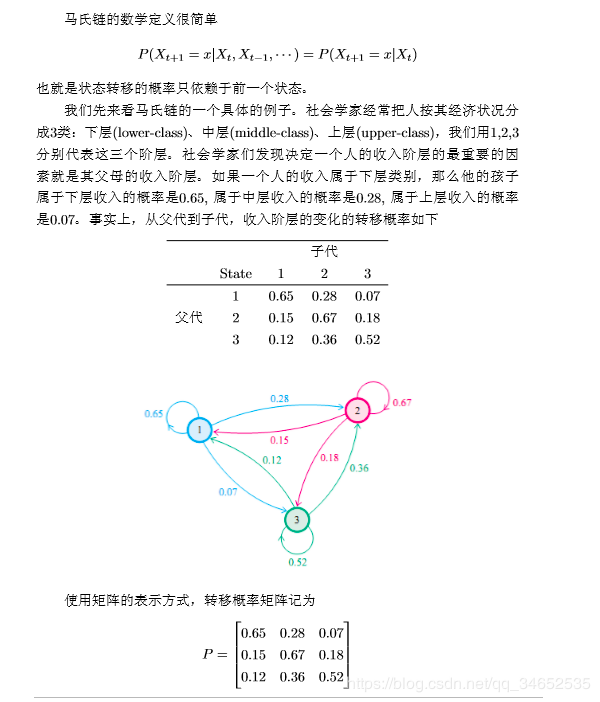 马氏链的数学定义很简单
P(X_{t+1} = x|X_t, X_{t−1}, ⋯) = P(X_{t+1} = x|X_t)
也就是状态转移的概率只依赖于前一个状态。
我们先来看马氏链的一个具体的例子。社会学家经常把人按其经济状况分
成3类：下层(lower-class)、中层(middle-class)、上层(upper-class)，我们用1,2,3
分别代表这三个阶层。社会学家们发现决定一个人的收入阶层的最重要的因
素就是其父母的收入阶层。如果一个人的收入属于下层类别，那么他的孩子
属于下层收入的概率是0.65, 属于中层收入的概率是0.28, 属于上层收入的概率
是0.07。事实上，从父代到子代，收入阶层的变化的转移概率如下
子代
State 1 2 3
1 0.65 0.28 0.07
父代 2 0.15 0.67 0.18
3 0.12 0.36 0.52
0.28
0.65
1
2
0.67
0.15
0.12
0.18
0.36
0.07
3
0.52
使用矩阵的表示方式，转移概率矩阵记为
P =
0.65 0.28 0.07
0.15 0.67 0.18
0.12 0.36 0.52
https://blog.csdn.net/qq_34652535